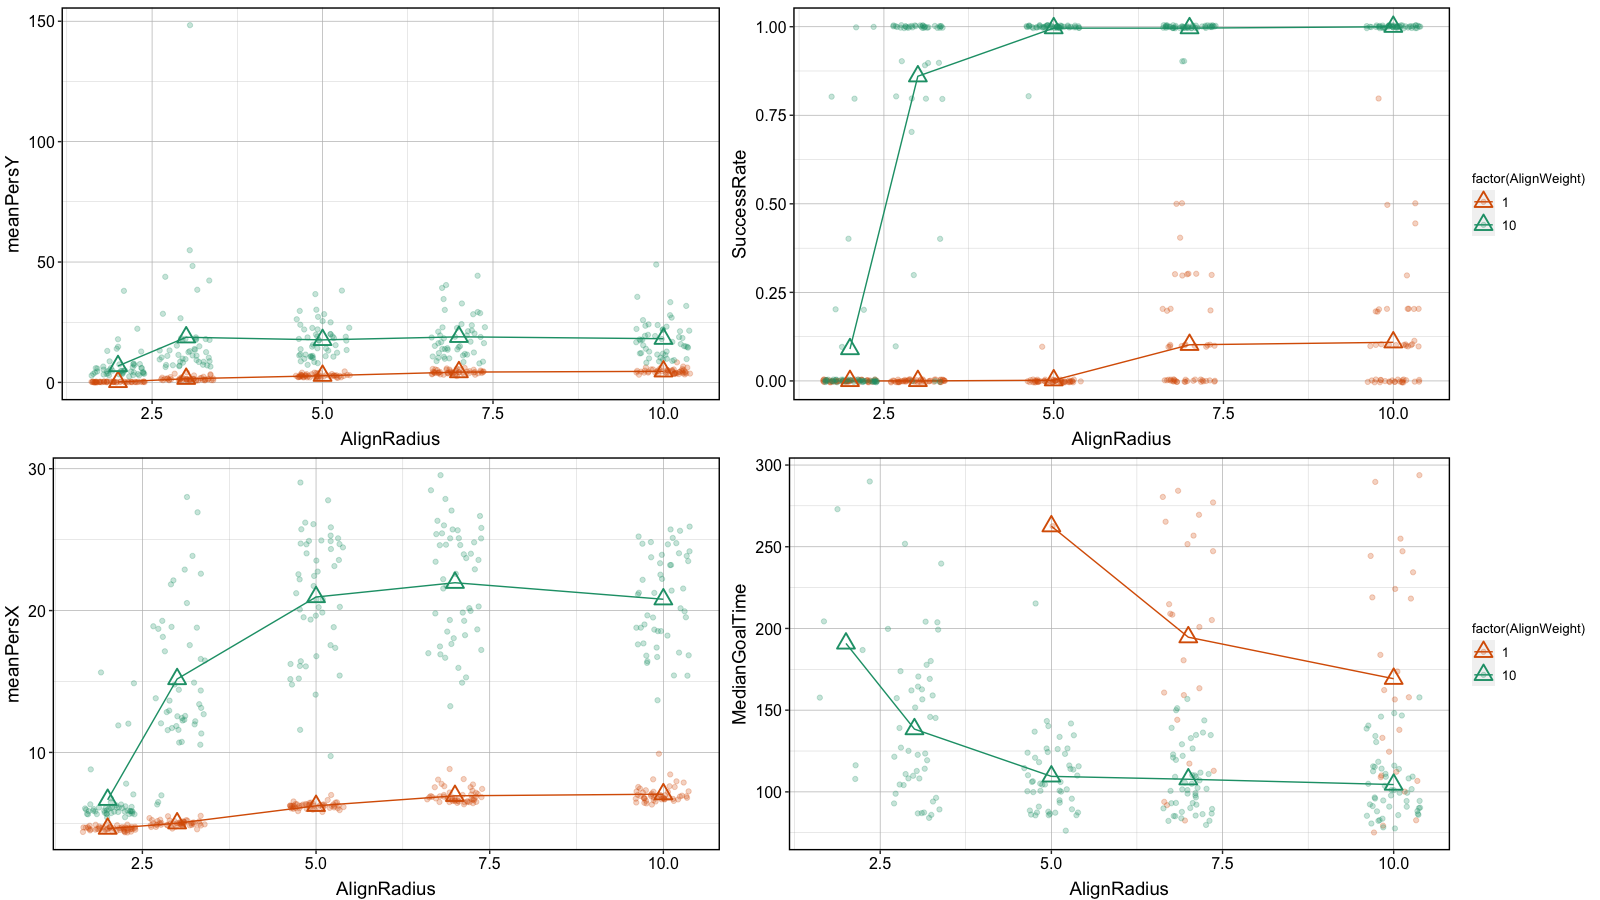 meanPersY
150
100
50
0
2.5 5.0 7.5 10.0
AlignRadius
SuccessRate
1.00
0.75
0.50
0.25
0.00
2.5 5.0 7.5 10.0
AlignRadius
factor(AlignWeight)
1
10
meanPersX
30
20
10
2.5 5.0 7.5 10.0
AlignRadius
MedianGoalTime
300
250
200
150
100
2.5 5.0 7.5 10.0
AlignRadius
factor(AlignWeight)
1
10